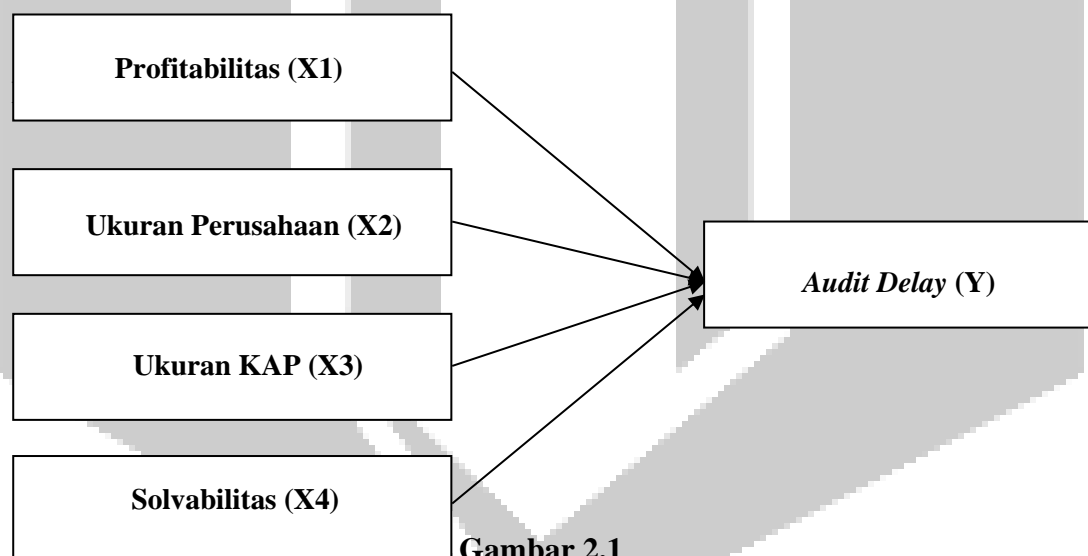 Profitabilitas (X1)
Ukuran Perusahaan (X2)
Audit Delay (Y)
Ukuran KAP (X3)
Solvabilitas (X4)
Gambar 2.1